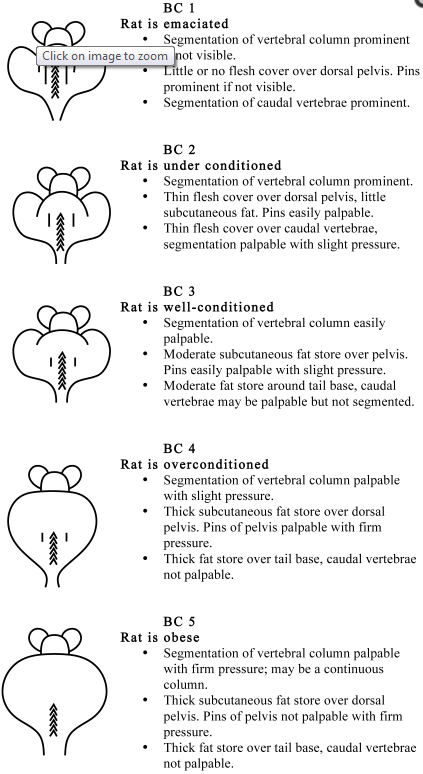 BC 1
Rat is emaciated
• Segmentation of vertebral column prominent
not visible.
Click on image to zoom
• Little or no flesh cover over dorsal pelvis. Pins
prominent if not visible.
• Segmentation of caudal vertebrae prominent.
BC 2
Rat is under conditioned
• Segmentation of vertebral column prominent.
• Thin flesh cover over dorsal pelvis, little
subcutaneous fat. Pins easily palpable.
• Thin flesh cover over caudal vertebrae,
segmentation palpable with slight pressure.
BC 3
Rat is well-conditioned
• Segmentation of vertebral column easily
palpable.
• Moderate subcutaneous fat store over pelvis.
Pins easily palpable with slight pressure.
• Moderate fat store around tail base, caudal
vertebrae may be palpable but not segmented.
BC 4
Rat is overconditioned
• Segmentation of vertebral column palpable
with slight pressure.
• Thick subcutaneous fat store over dorsal
pelvis. Pins of pelvis palpable with firm
pressure.
• Thick fat store over tail base, caudal vertebrae
not palpable.
BC 5
Rat is obese
• Segmentation of vertebral column palpable
with firm pressure; may be a continuous
column.
• Thick subcutaneous fat store over dorsal
pelvis. Pins of pelvis not palpable with firm
pressure.
• Thick fat store over tail base, caudal vertebrae
not palpable.